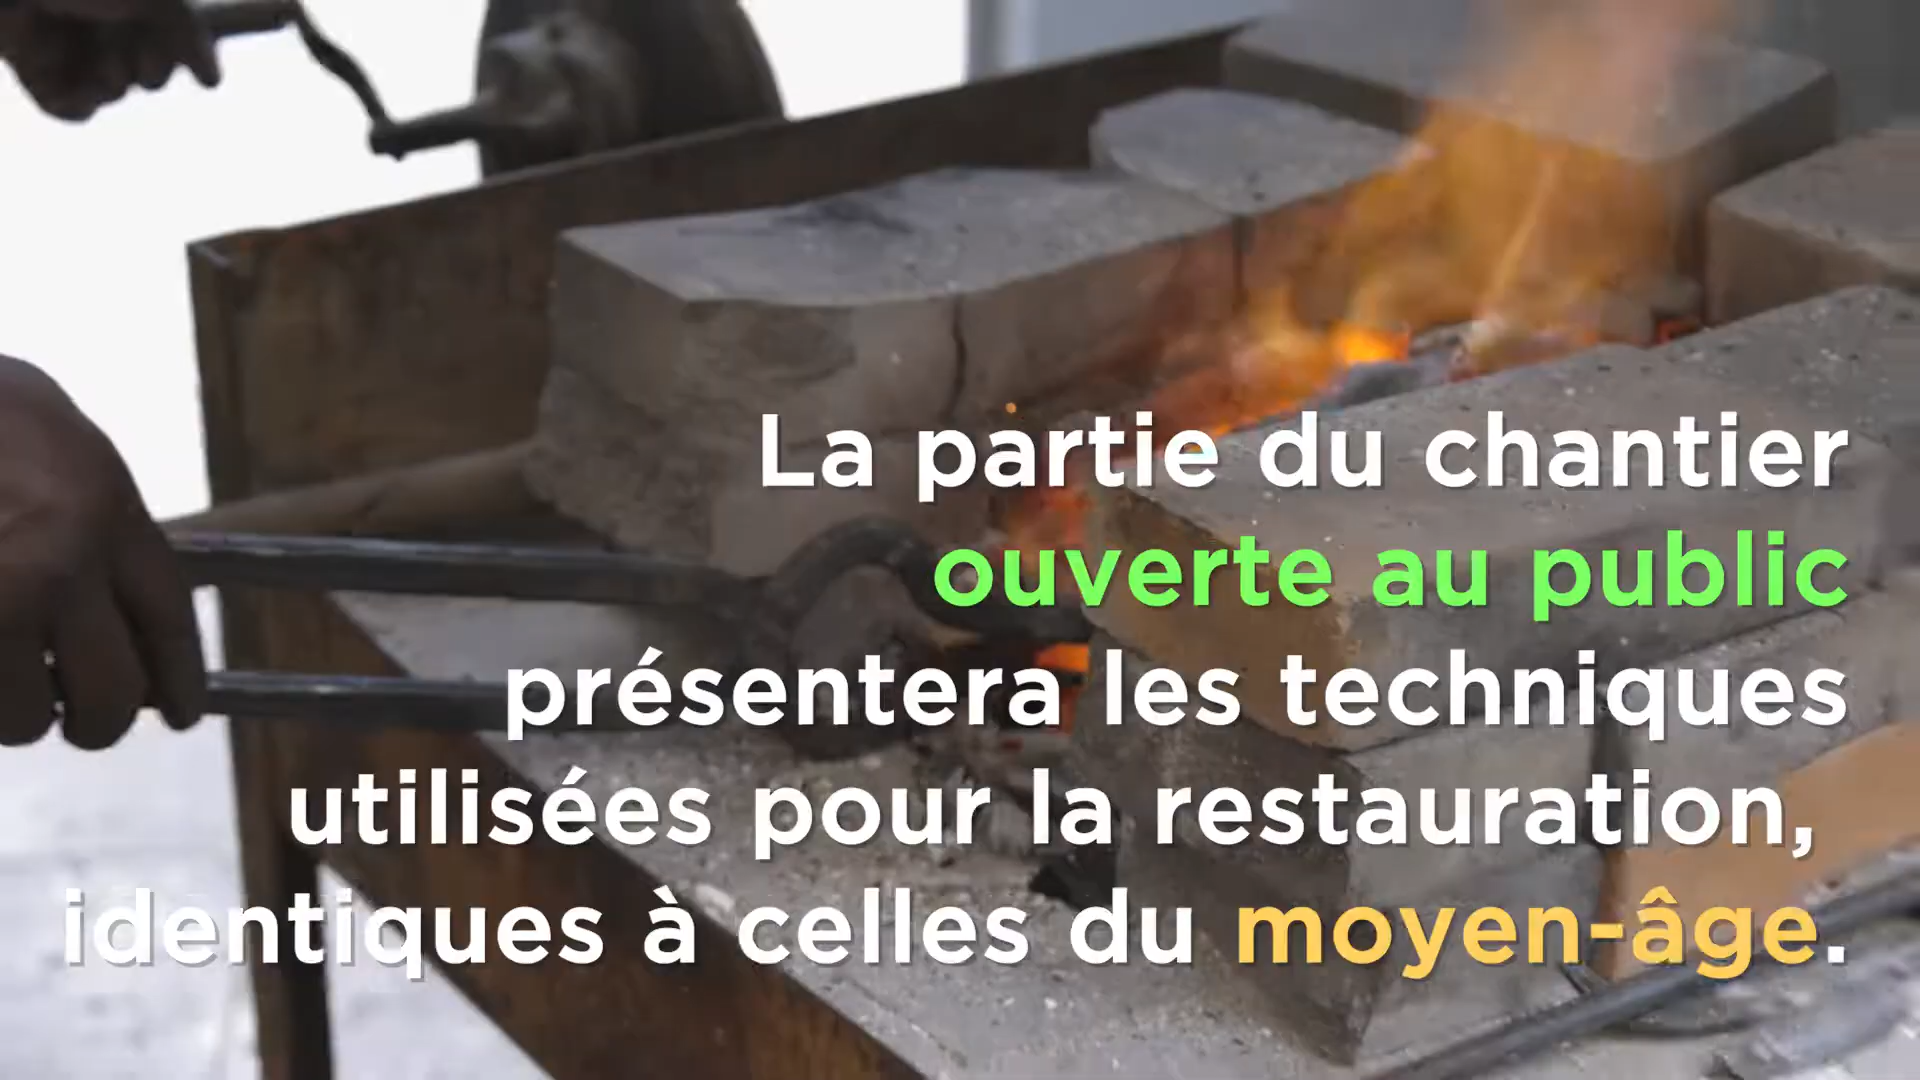 La partie du chantier
ouverte au public
présentera les techniques
utilisées pour la restauration,
identiques à celles du moyen-âge.